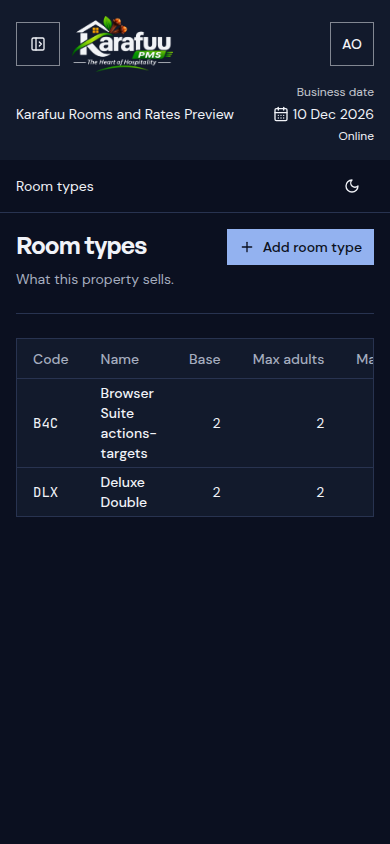 Karafuu
PMS
The Heart of Hospitality
AO
Business date
Karafuu Rooms and Rates Preview
10 Dec 2026
Online
Room types
Room types
Add room type
What this property sells.
Code Name Base Max adults Ma
B4C Browser Suite actions-targets 2 2
DLX Deluxe Double 2 2